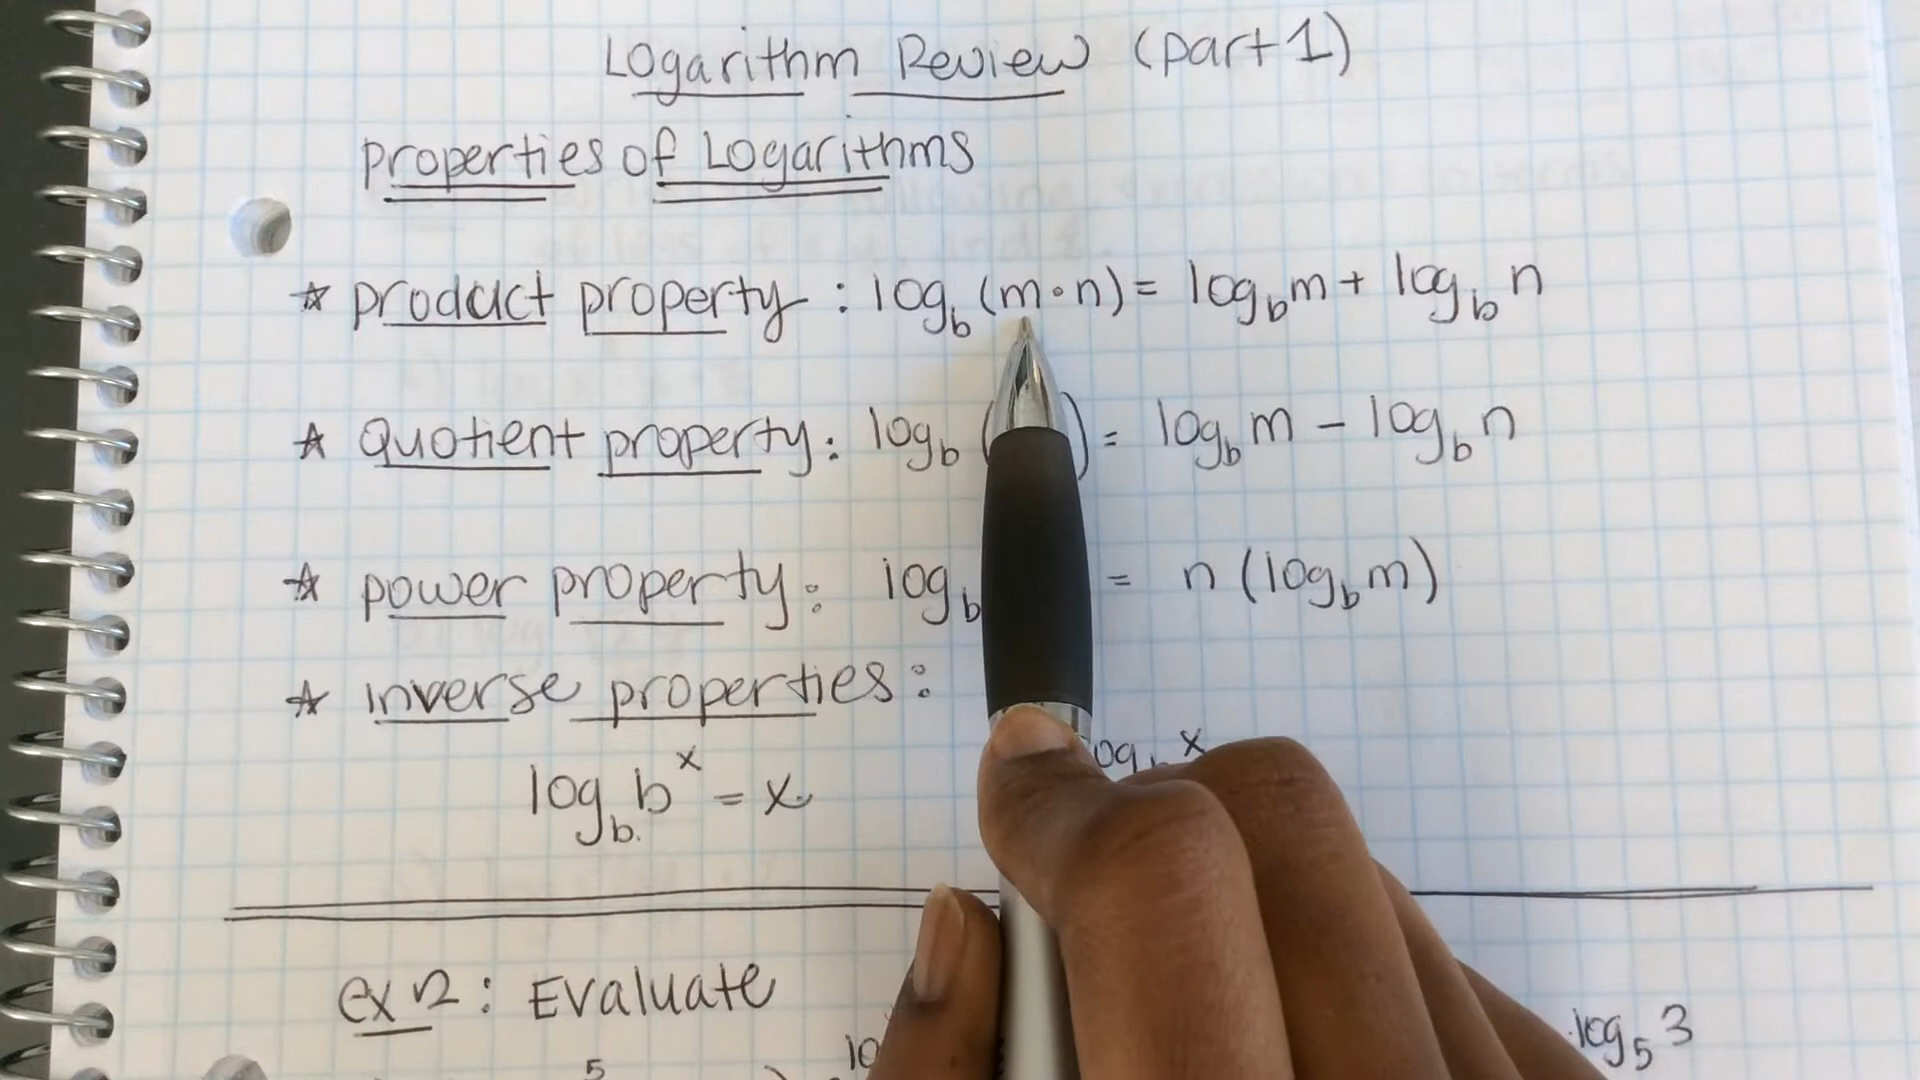 Logarithm Review (part 1)
properties of Logarithms
☆ product property : log_b (m·n) = log_b m + log_b n
☆ Quotient property: log_b ( ) = log_b m - log_b n
☆ power property: log_b = n (log_b m)
☆ inverse properties:
log_b b^x = x
x
ex 2: Evaluate
5
log_5 3